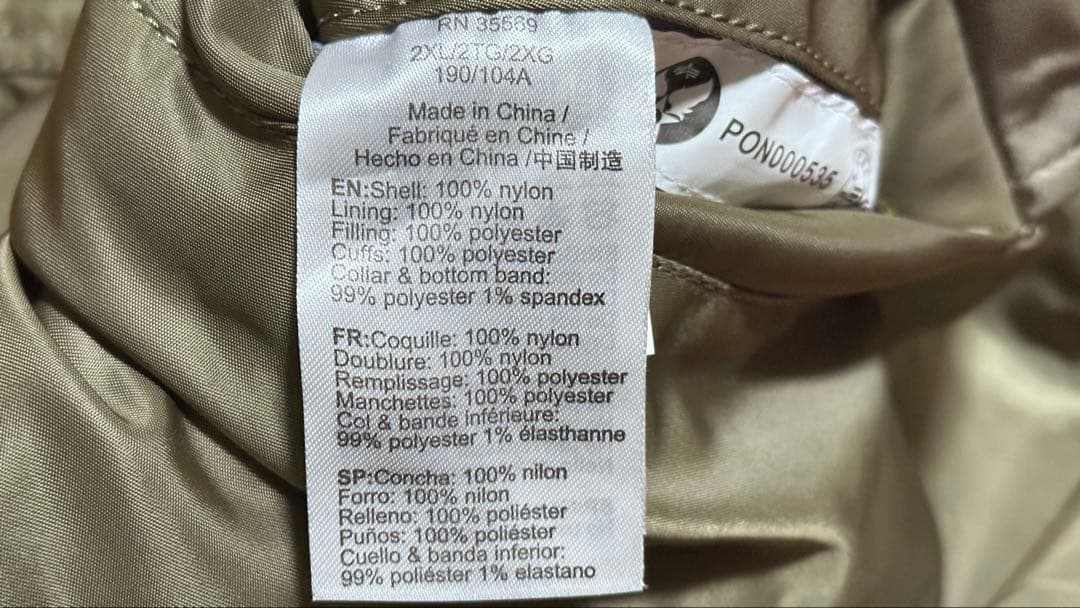 RN 35589
2XL/2TG/2XG
190/104A
Made in China /
Fabriqué en Chine /
Hecho en China /中国制造
EN:Shell: 100% nylon
Lining: 100% nylon
Filling: 100% polyester
Cuffs: 100% polyester
Collar & bottom band:
99% polyester 1% spandex
FR:Coquille: 100% nylon
Doublure: 100% nylon
Remplissage: 100% polyester
Manchettes: 100% polyester
Col & bande inférieure:
99% polyester 1% élasthanne
SP:Concha: 100% nilon
Forro: 100% nilon
Relleno: 100% poliéster
Puños: 100% poliéster
Cuello & banda inferior:
99% poliéster 1% elastano
PON000535